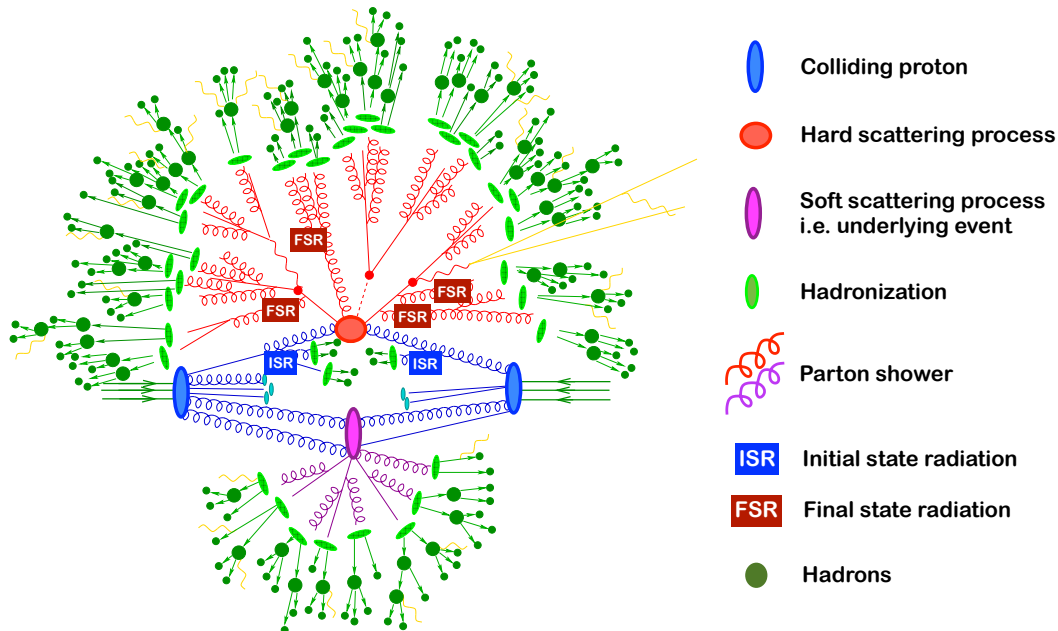 Colliding proton
Hard scattering process
Soft scattering process
i.e. underlying event
Hadronization
Parton shower
ISR Initial state radiation
FSR Final state radiation
Hadrons
FSR
FSR
FSR
FSR
ISR
ISR